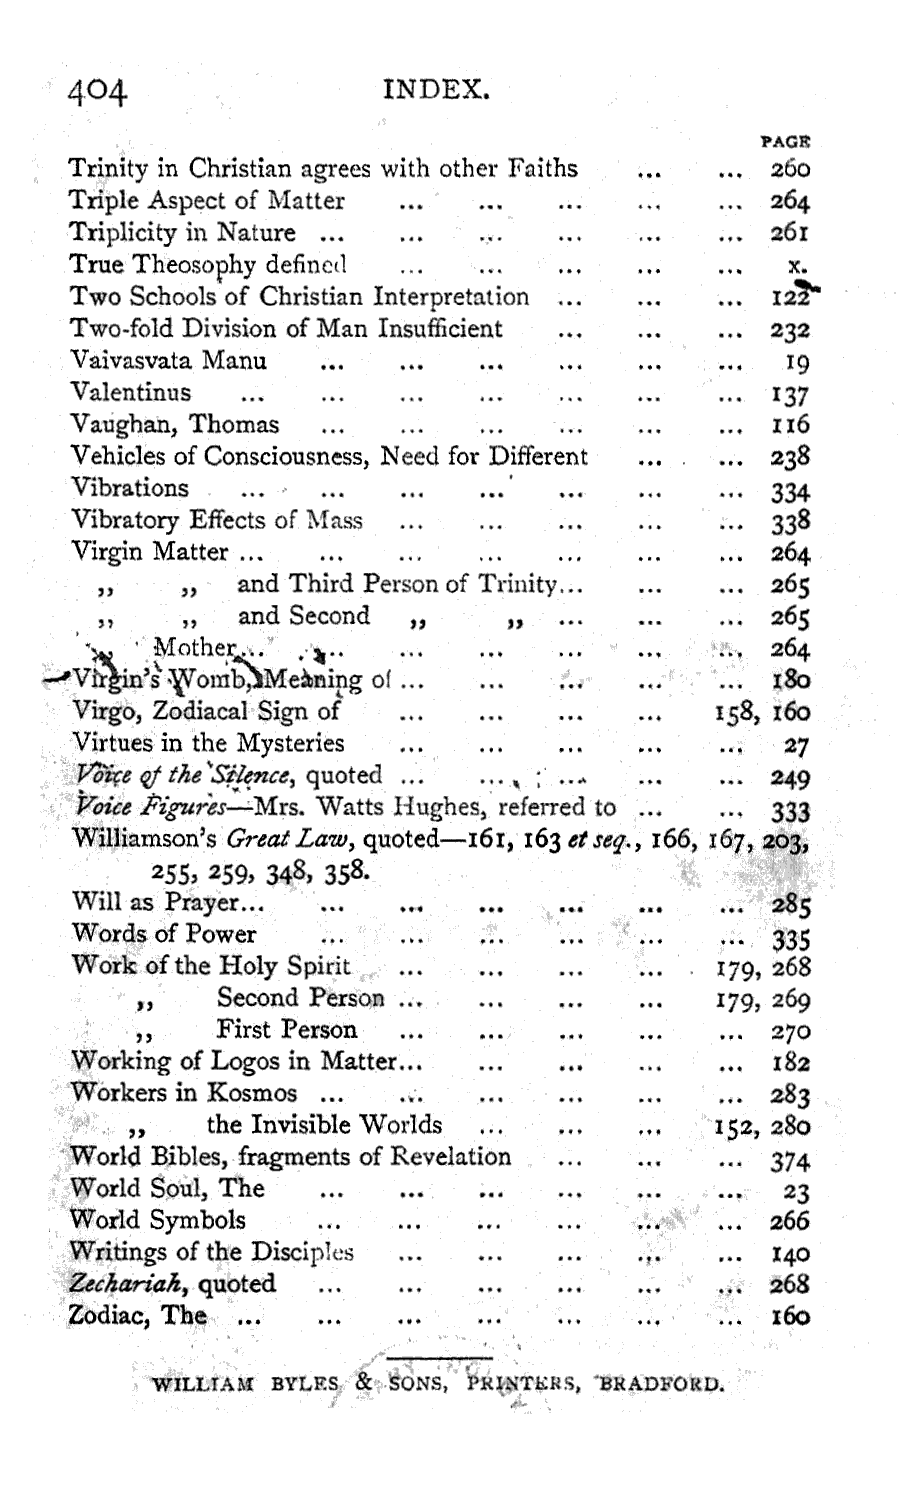 404 INDEX.
PAGE
Trinity in Christian agrees with other Faiths ... ... 260
Triple Aspect of Matter ... ... ... ... ... 264
Triplicity in Nature ... ... ... ... ... ... 261
True Theosophy defined ... ... ... ... ... x.
Two Schools of Christian Interpretation ... ... ... 122
Two-fold Division of Man Insufficient ... ... ... 232
Vaivasvata Manu ... ... ... ... ... ... 19
Valentinus ... ... ... ... ... ... ... 137
Vaughan, Thomas ... ... ... ... ... ... 116
Vehicles of Consciousness, Need for Different ... ... 238
Vibrations ... ... ... ... ... ... ... 334
Vibratory Effects of Mass ... ... ... ... ... 338
Virgin Matter ... ... ... ... ... ... ... 264
„ „ and Third Person of Trinity... ... ... 265
„ „ and Second „ „ ... ... ... 265
„ Mother... ... ... ... ... ... ... 264
Virgin's Womb, Meaning of ... ... ... ... ... 180
Virgo, Zodiacal Sign of ... ... ... ... 158, 160
Virtues in the Mysteries ... ... ... ... ... 27
Voice of the Silence, quoted ... ... ... ... ... 249
Voice Figures—Mrs. Watts Hughes, referred to ... ... 333
Williamson's Great Law, quoted—161, 163 et seq., 166, 167, 203,
255, 259, 348, 358.
Will as Prayer... ... ... ... ... ... ... 285
Words of Power ... ... ... ... ... ... 335
Work of the Holy Spirit ... ... ... ... 179, 268
„ Second Person ... ... ... ... 179, 269
„ First Person ... ... ... ... ... 270
Working of Logos in Matter... ... ... ... ... 182
Workers in Kosmos ... ... ... ... ... ... 283
„ the Invisible Worlds ... ... ... 152, 280
World Bibles, fragments of Revelation ... ... ... 374
World Soul, The ... ... ... ... ... ... 23
World Symbols ... ... ... ... ... ... 266
Writings of the Disciples ... ... ... ... ... 140
Zechariah, quoted ... ... ... ... ... ... 268
Zodiac, The ... ... ... ... ... ... ... 160
WILLIAM BYLES & SONS, PRINTERS, BRADFORD.